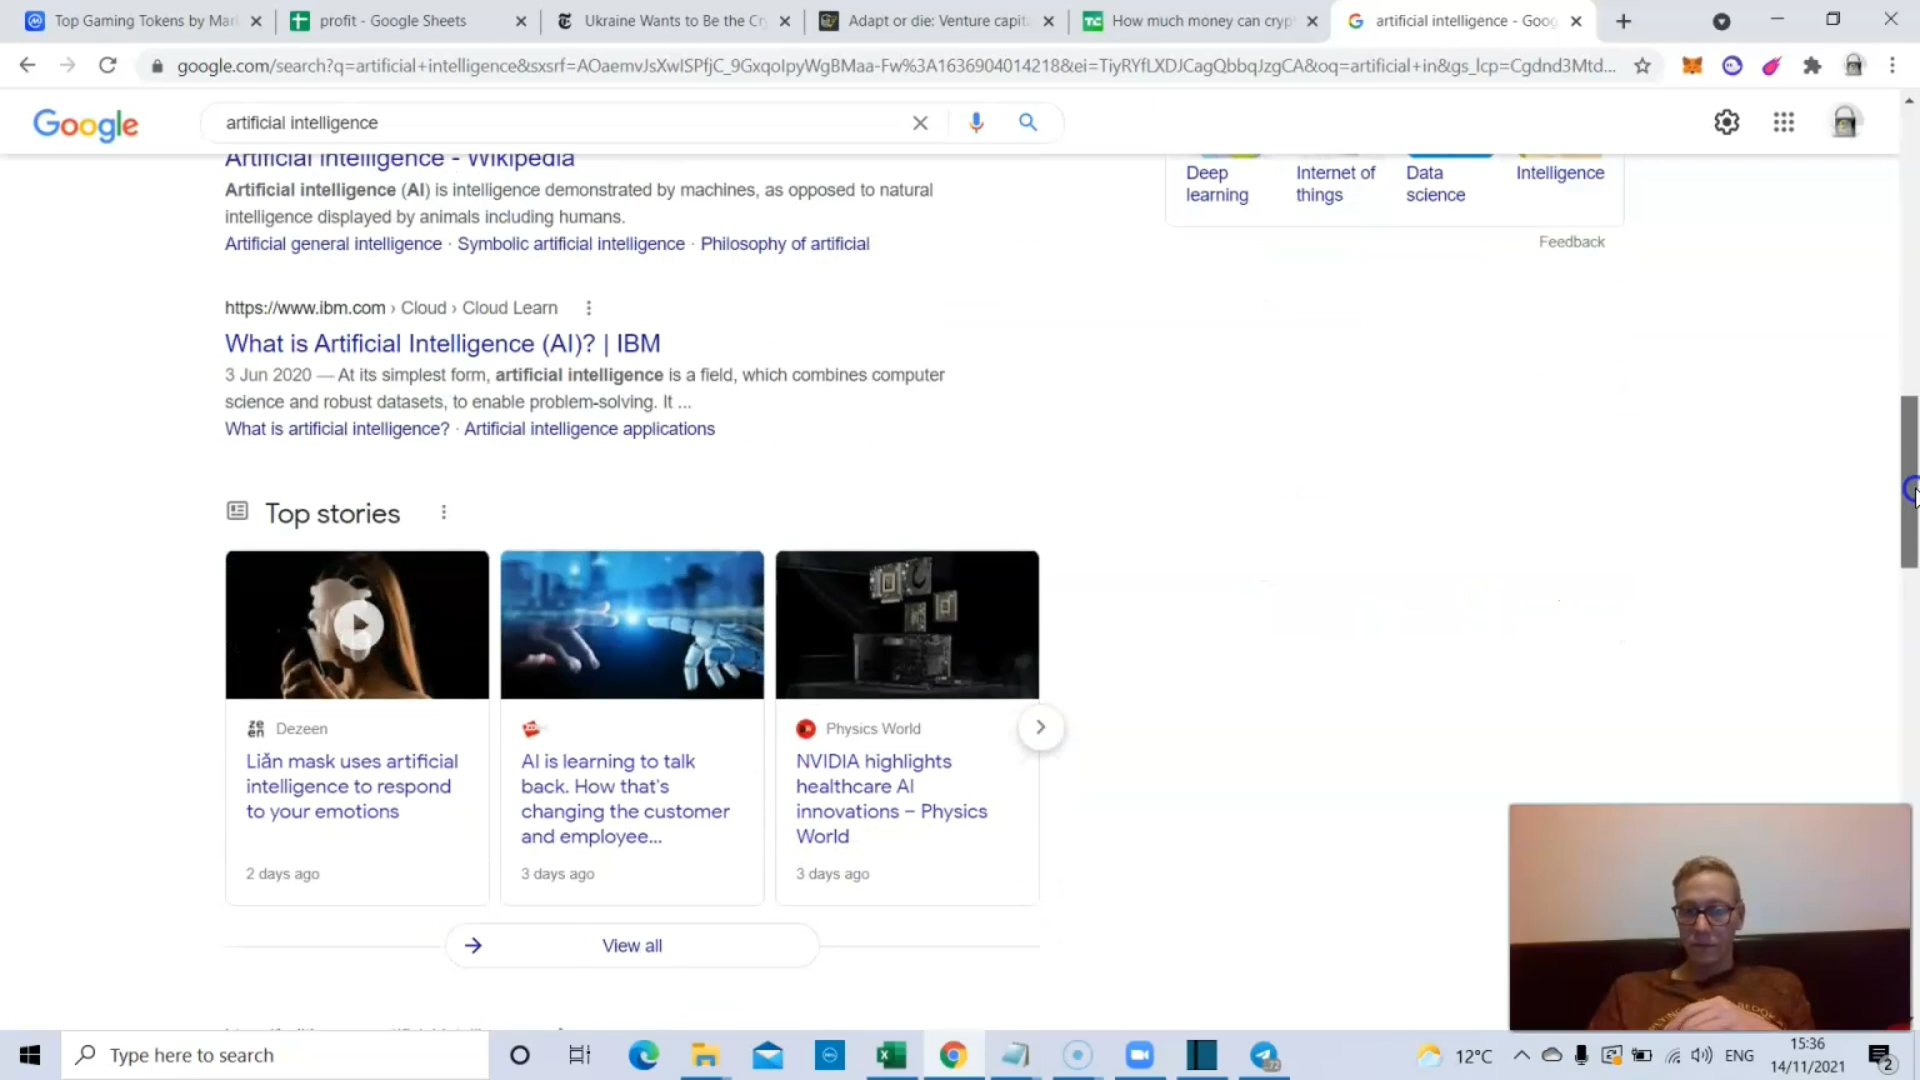 Top Gaming Tokens by Mar
profit - Google Sheets
Ukraine Wants to Be the Cr
Adapt or die: Venture capit
How much money can cryp
artificial intelligence - Goog
google.com/search?q=artificial+intelligence&sxsrf=AOaemvJsXwISPfjC_9GxqoIpyWgBMaa-Fw%3A1636904014218&ei=TiyRYfLXDJCagQbbqJzgCA&oq=artificial+in&gs_lcp=Cgdnd3Mtd...
Google
artificial intelligence
Artificial intelligence - Wikipedia
Artificial intelligence (AI) is intelligence demonstrated by machines, as opposed to natural
intelligence displayed by animals including humans.
Artificial general intelligence · Symbolic artificial intelligence · Philosophy of artificial
Deep
learning
Internet of
things
Data
science
Intelligence
Feedback
https://www.ibm.com › Cloud › Cloud Learn
What is Artificial Intelligence (AI)? | IBM
3 Jun 2020 — At its simplest form, artificial intelligence is a field, which combines computer
science and robust datasets, to enable problem-solving. It ...
What is artificial intelligence? · Artificial intelligence applications
Top stories
Dezeen
Liǎn mask uses artificial
intelligence to respond
to your emotions
2 days ago
AI is learning to talk
back. How that's
changing the customer
and employee...
3 days ago
Physics World
NVIDIA highlights
healthcare AI
innovations – Physics
World
3 days ago
View all
Type here to search
12°C
ENG
15:36
14/11/2021
2